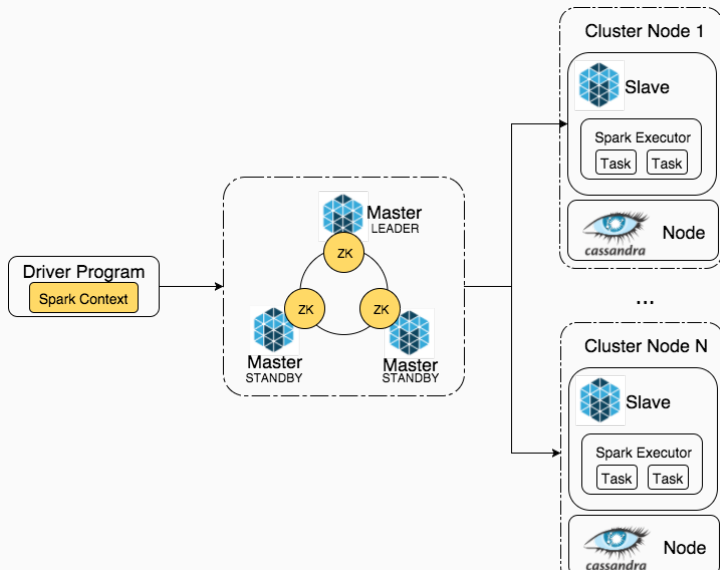 Driver Program
Spark Context
Master
LEADER
ZK
ZK
ZK
Master
STANDBY
Master
STANDBY
Cluster Node 1
Slave
Spark Executor
Task Task
cassandra
Node
...
Cluster Node N
Slave
Spark Executor
Task Task
cassandra
Node